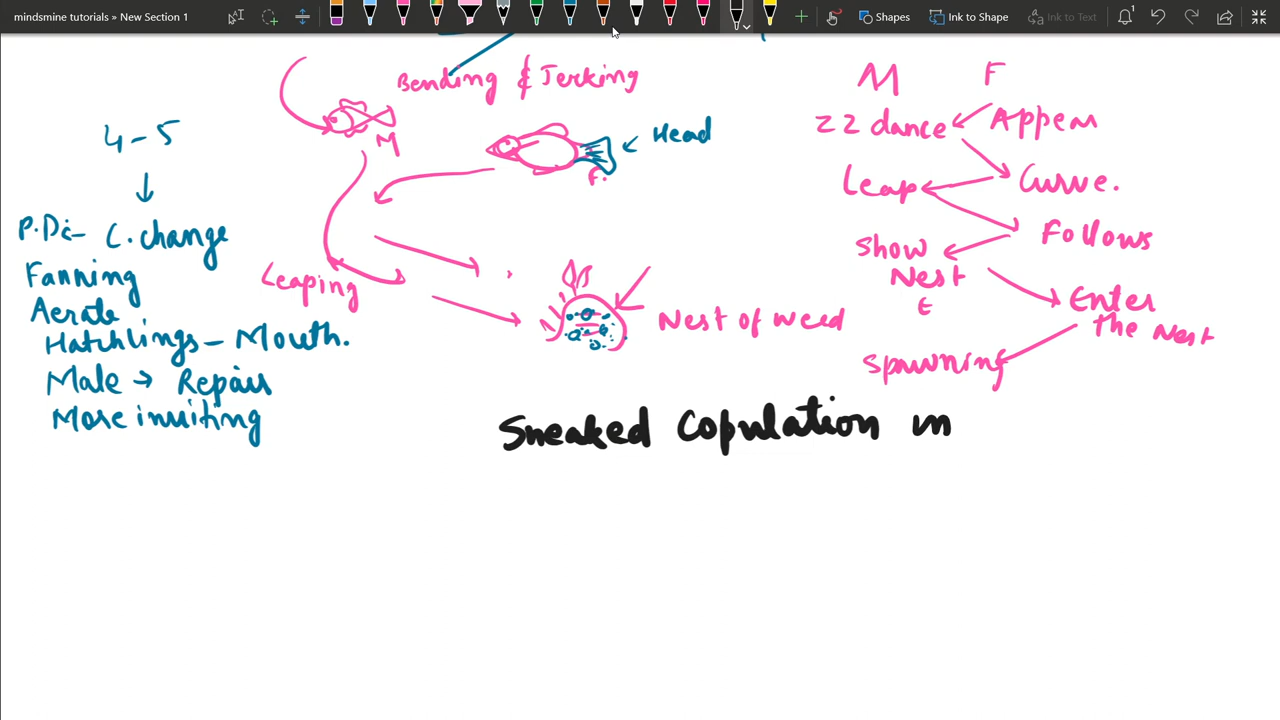 mindsmine tutorials » New Section 1
Shapes
Ink to Shape
Ink to Text
Bending & Jerking
M
F.
Head
4-5
P.Di- C.change
Fanning
Aerate
Hatchlings - Mouth.
Male → Repair
More inviting
Leaping
Nest of weed
M F
ZZ dance Appear
Leap Curve.
Follows
Show
Nest
E
Enter
the Nest
Spawning
Sneaked Copulation in